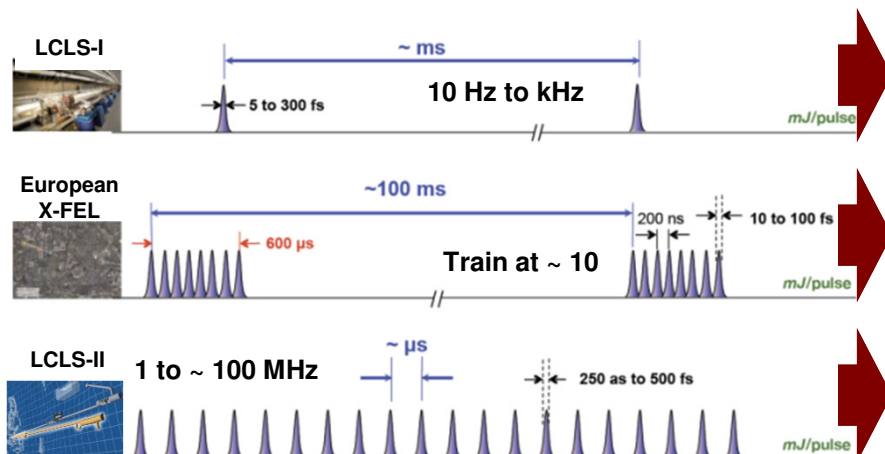 LCLS-I
~ ms
5 to 300 fs
10 Hz to kHz
mJ/pulse
European
X-FEL
~100 ms
600 µs
200 ns
10 to 100 fs
Train at ~ 10
mJ/pulse
LCLS-II
1 to ~ 100 MHz
~ µs
250 as to 500 fs
mJ/pulse